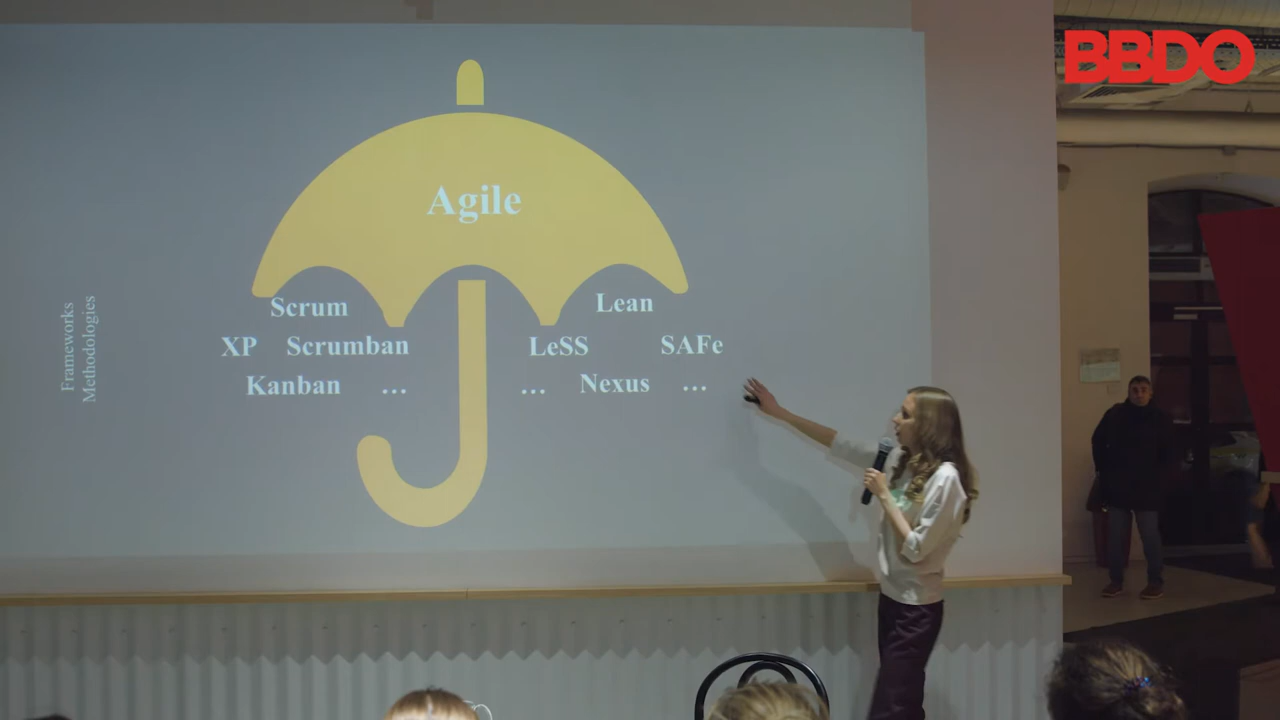 BBDO
Agile
Scrum
Lean
XP Scrumban
LeSS SAFe
Kanban ...
... Nexus ...
Frameworks
Methodologies